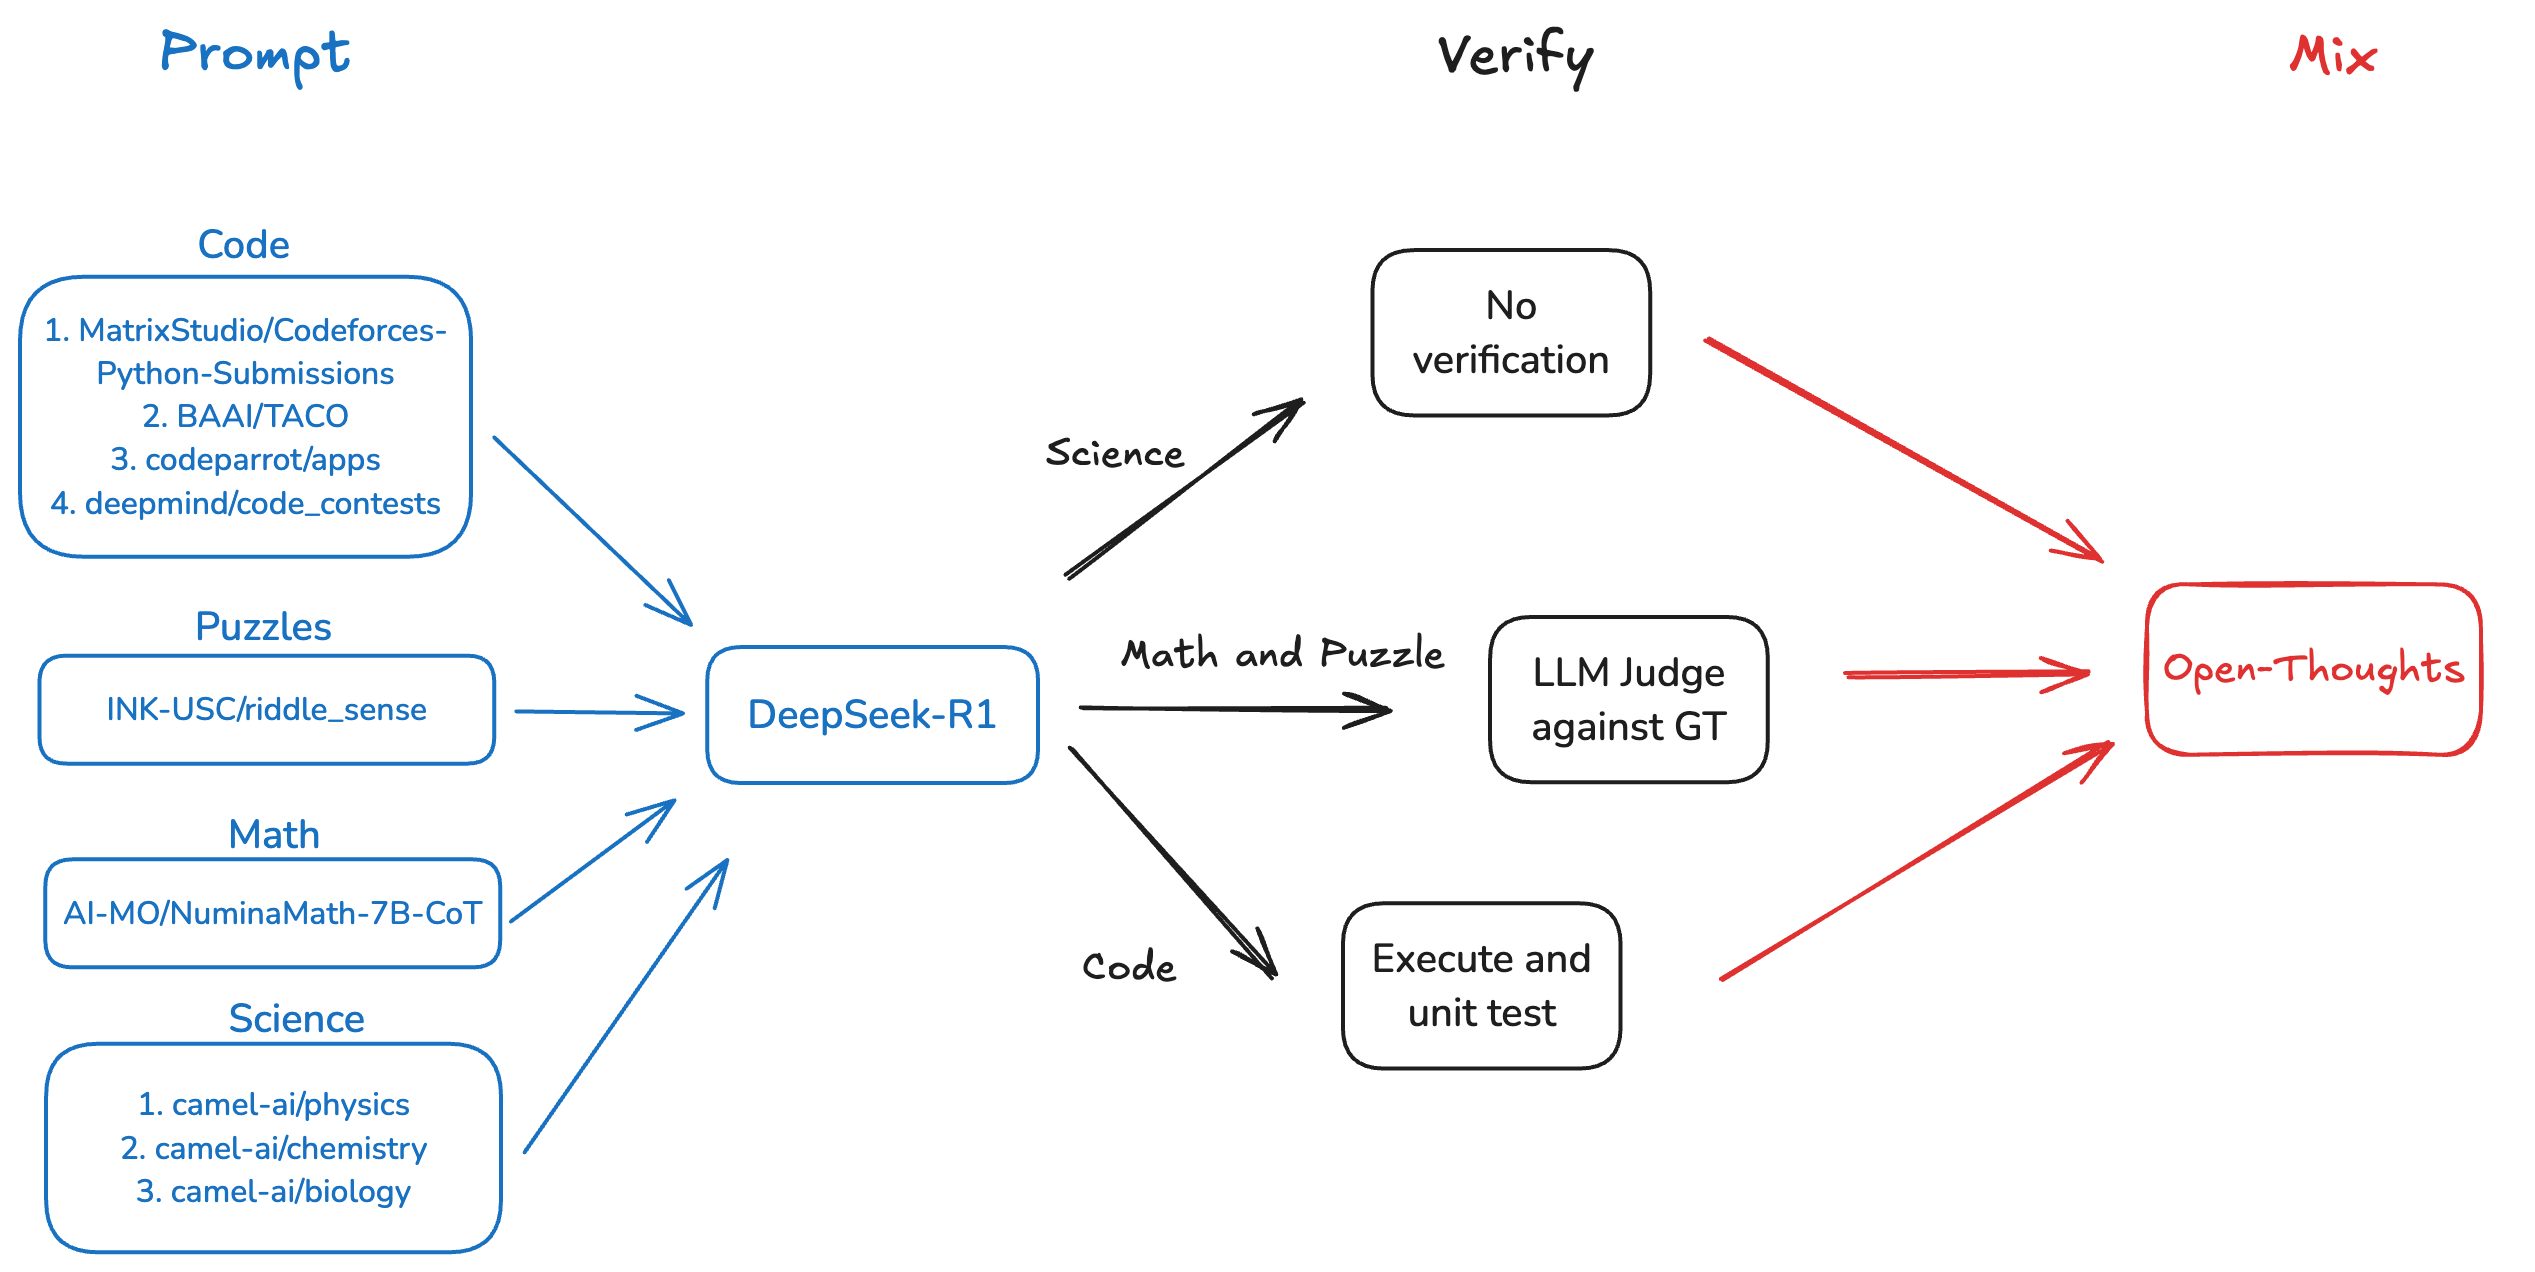 Prompt
Verify
Mix
Code
1. MatrixStudio/Codeforces-
Python-Submissions
2. BAAI/TACO
3. codeparrot/apps
4. deepmind/code_contests
Puzzles
INK-USC/riddle_sense
Math
AI-MO/NuminaMath-7B-CoT
Science
1. camel-ai/physics
2. camel-ai/chemistry
3. camel-ai/biology
DeepSeek-R1
Science
Math and Puzzle
Code
No
verification
LLM Judge
against GT
Execute and
unit test
Open-Thoughts